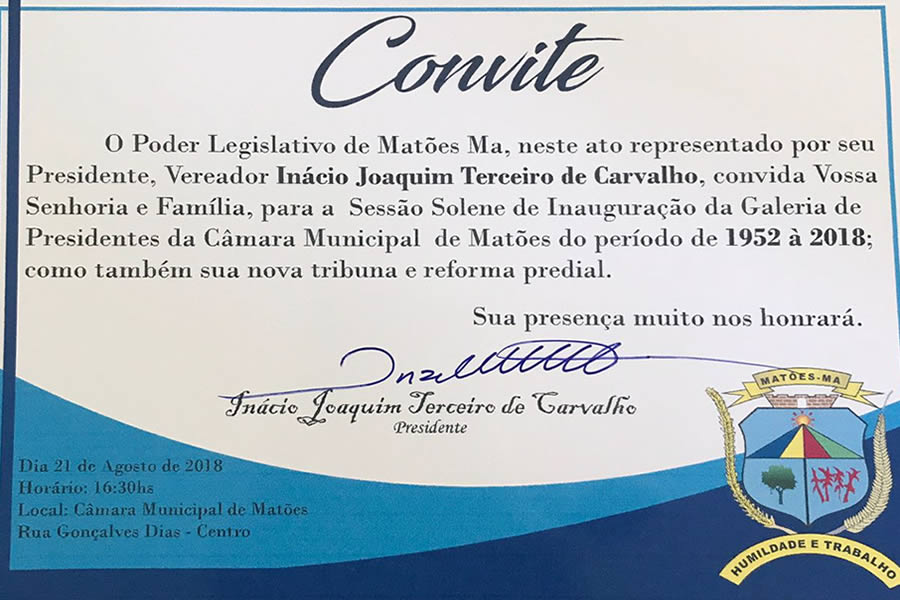 Convite
O Poder Legislativo de Matões Ma, neste ato representado por seu
Presidente, Vereador Inácio Joaquim Terceiro de Carvalho, convida Vossa
Senhoria e Família, para a Sessão Solene de Inauguração da Galeria de
Presidentes da Câmara Municipal de Matões do período de 1952 à 2018;
como também sua nova tribuna e reforma predial.
Sua presença muito nos honrará.
Inácio Joaquim Terceiro de Carvalho
Presidente
Dia 21 de Agosto de 2018
Horário: 16:30hs
Local: Câmara Municipal de Matões
Rua Gonçalves Dias - Centro
MATÕES-MA
HUMILDADE E TRABALHO